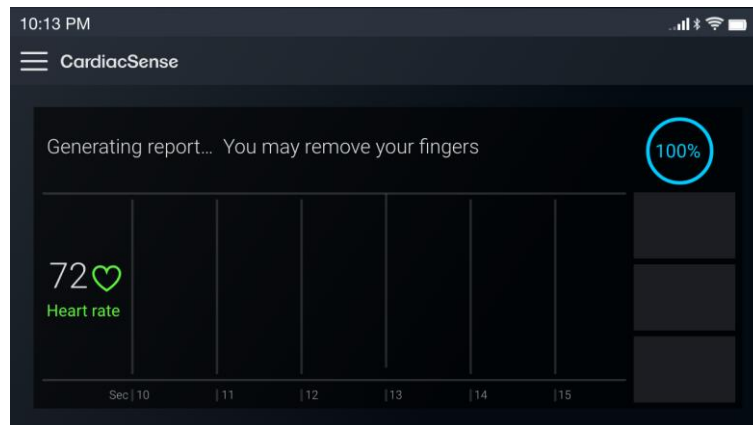 10:13 PM
CardiacSense
Generating report... You may remove your fingers
100%
72
Heart rate
Sec|10 |11 |12 |13 |14 |15